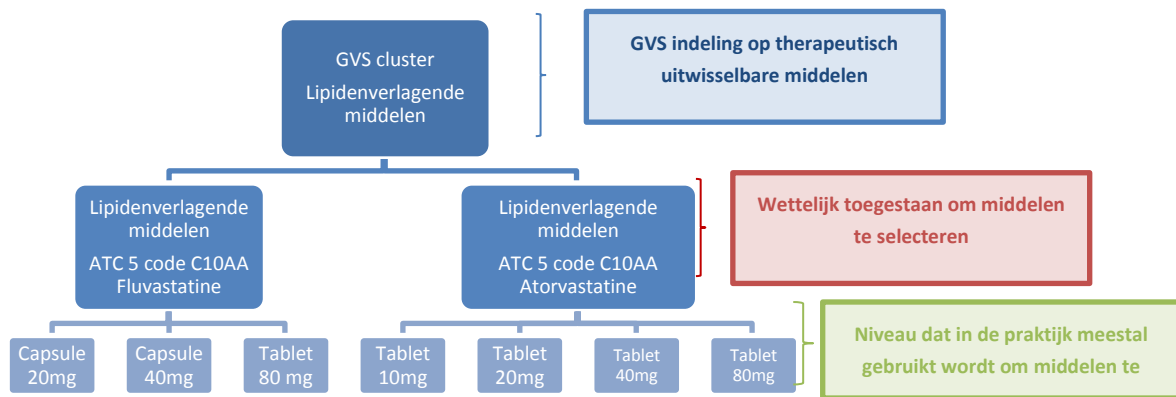 GVS cluster
Lipidenverlagende
middelen
GVS indeling op therapeutisch
uitwisselbare middelen
Lipidenverlagende
middelen
ATC 5 code C10AA
Fluvastatine
Lipidenverlagende
middelen
ATC 5 code C10AA
Atorvastatine
Wettelijk toegestaan om middelen
te selecteren
Capsule
20mg
Capsule
40mg
Tablet
80 mg
Tablet
10mg
Tablet
20mg
Tablet
40mg
Tablet
80mg
Niveau dat in de praktijk meestal
gebruikt wordt om middelen te